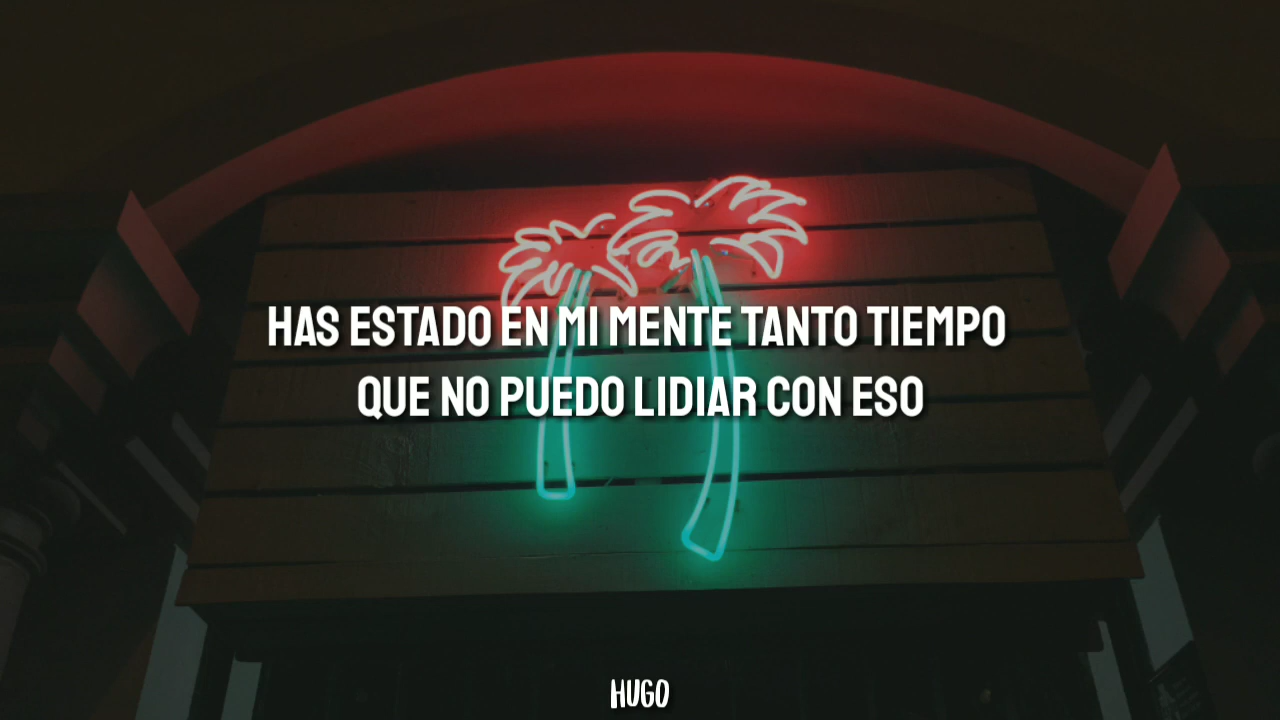 HAS ESTADO EN MI MENTE TANTO TIEMPO
QUE NO PUEDO LIDIAR CON ESO
HUGO